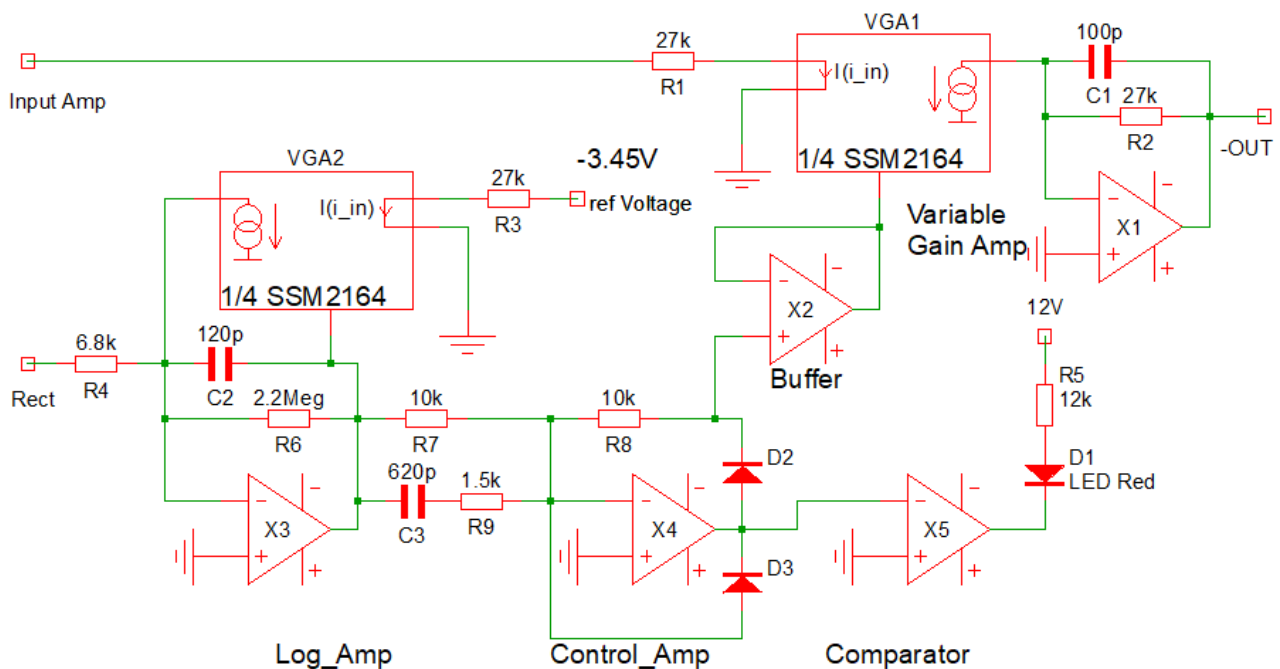 VGA1
27k
100p
I(i_in)
R1
C1
27k
R2
Input Amp
-OUT
1/4 SSM2164
VGA2
-3.45V
27k
I(i_in)
ref Voltage
R3
Variable
Gain Amp
-
X1
+
+
1/4 SSM2164
-
X2
+
+
12V
6.8k
120p
Buffer
R5
12k
Rect
R4
C2
2.2Meg
10k
10k
R6
R7
R8
D1
LED Red
D2
620p
1.5k
-
-
-
-
-
-
X3
C3
R9
X4
X5
+
+
+
+
+
+
D3
Log_Amp
Control_Amp
Comparator